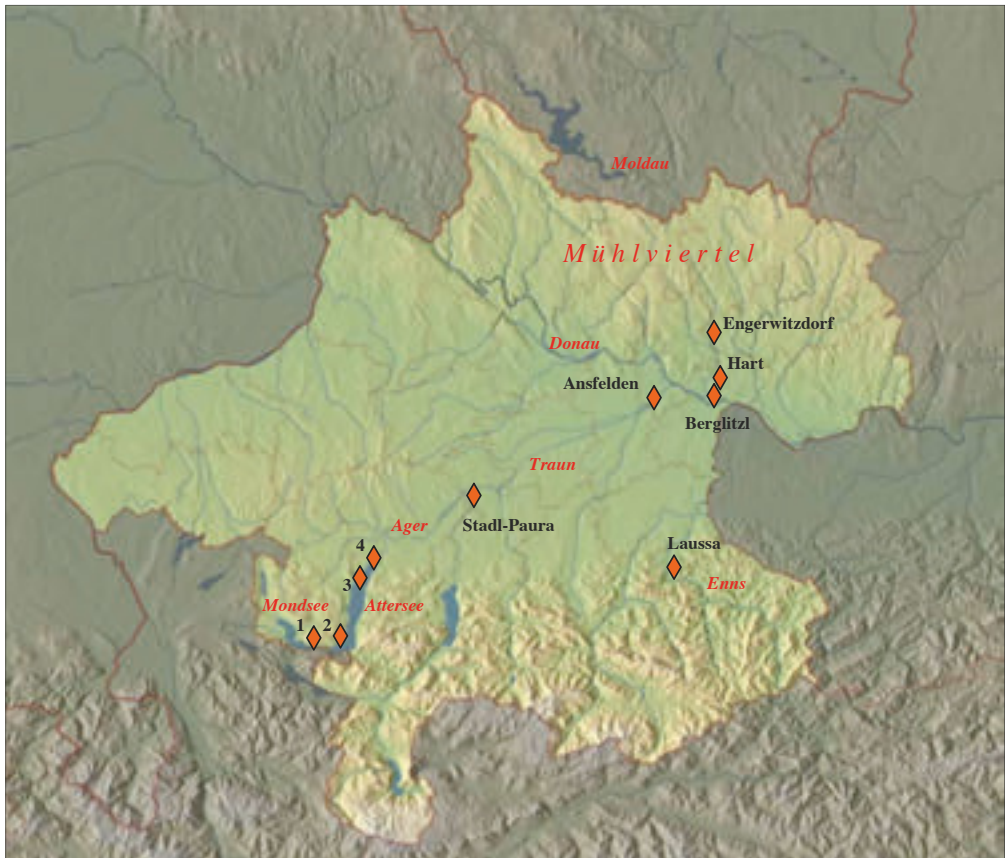 Moldau
Mühlviertel
Engerwitzdorf
Donau
Hart
Ansfelden
Berglitzl
Traun
Ager
Stadl-Paura
4
Laussa
3
Enns
Mondsee
Attersee
1
2